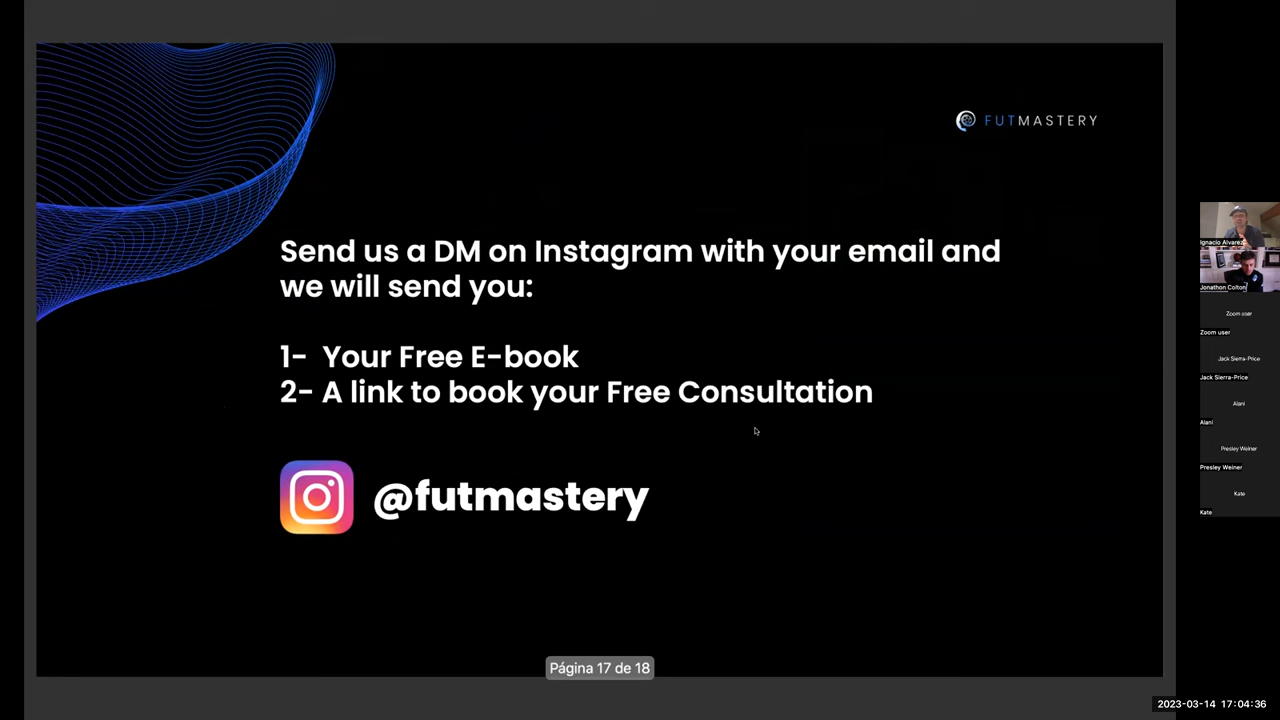 FUTMASTERY
Send us a DM on Instagram with your email and
we will send you:
1- Your Free E-book
2- A link to book your Free Consultation
@futmastery
Página 17 de 18
Ignacio Alvarez
Jonathon Colton
Zoom user
Zoom user
Jack Sierra-Price
Jack Sierra-Price
Alani
Alani
Presley Weiner
Presley Weiner
Kate
Kate
2023-03-14 17:04:36